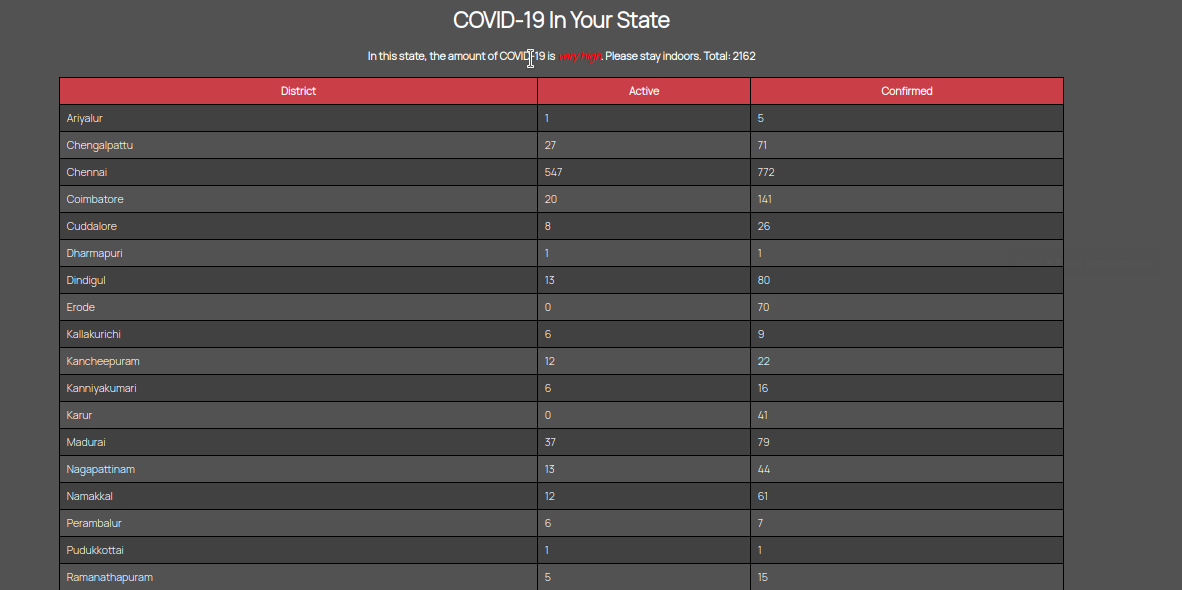 COVID-19 In Your State
In this state, the amount of COVID-19 is very high. Please stay indoors. Total: 2162
District Active Confirmed
Ariyalur 1 5
Chengalpattu 27 71
Chennai 547 772
Coimbatore 20 141
Cuddalore 8 26
Dharmapuri 1 1
Dindigul 13 80
Erode 0 70
Kallakurichi 6 9
Kancheepuram 12 22
Kanniyakumari 6 16
Karur 0 41
Madurai 37 79
Nagapattinam 13 44
Namakkal 12 61
Perambalur 6 7
Pudukkottai 1 1
Ramanathapuram 5 15